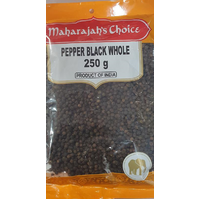 Maharajah's Choice
PEPPER BLACK WHOLE
250 g
PRODUCT OF INDIA